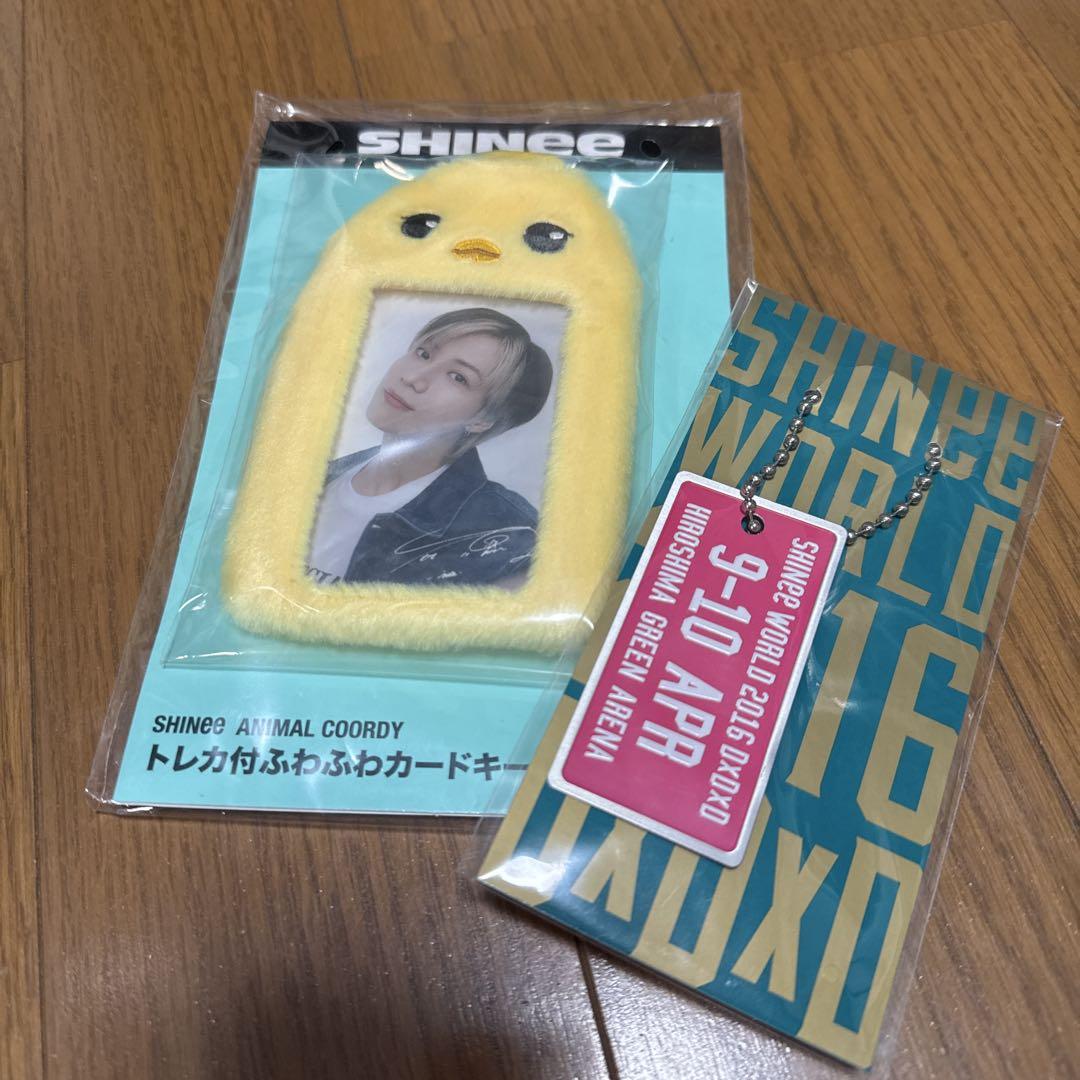 SHINee
SHINee ANIMAL COORDY
トレカ付ふわふわカードキー
SHINee
WORLD
16
DxDxD
SHINee WORLD 2016 DxDxD
9-10 APR
HIROSHIMA GREEN ARENA